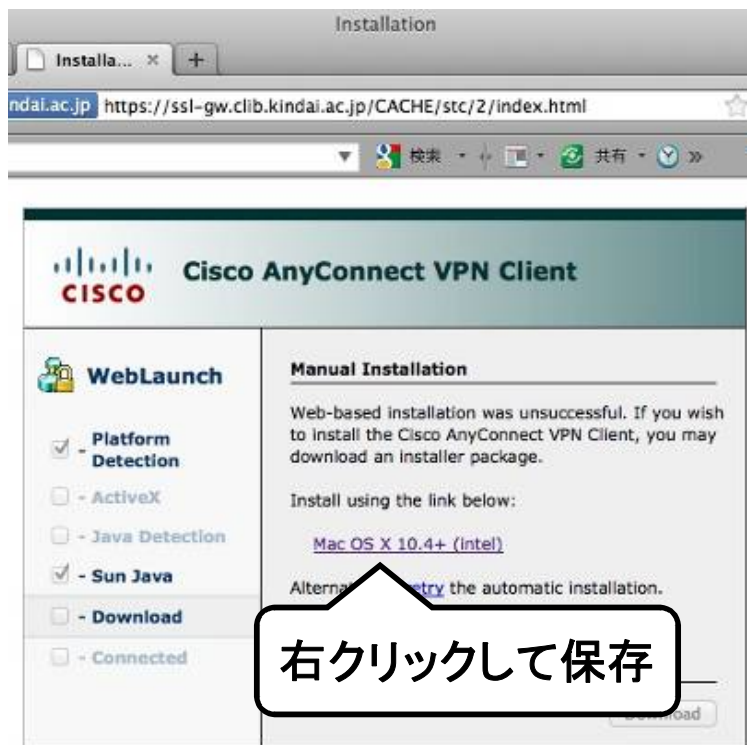 Installation
Installa... × +
ndai.ac.jp https://ssl-gw.clib.kindai.ac.jp/CACHE/stc/2/index.html
検索 共有 »
CISCO
Cisco AnyConnect VPN Client
WebLaunch
- Platform Detection
- ActiveX
- Java Detection
- Sun Java
- Download
- Connected
Manual Installation
Web-based installation was unsuccessful. If you wish
to install the Cisco AnyConnect VPN Client, you may
download an installer package.
Install using the link below:
Mac OS X 10.4+ (intel)
the automatic installation.
右クリックして保存